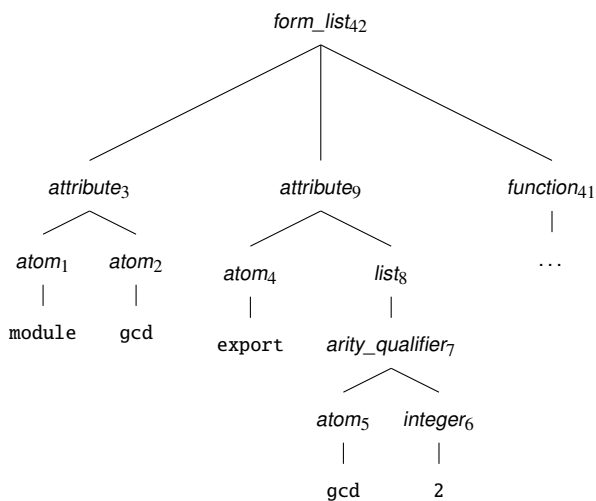 form_list42
attribute3 attribute9 function41
atom1 atom2 atom4 list8 ...
module gcd export arity_qualifier7
atom5 integer6
gcd 2